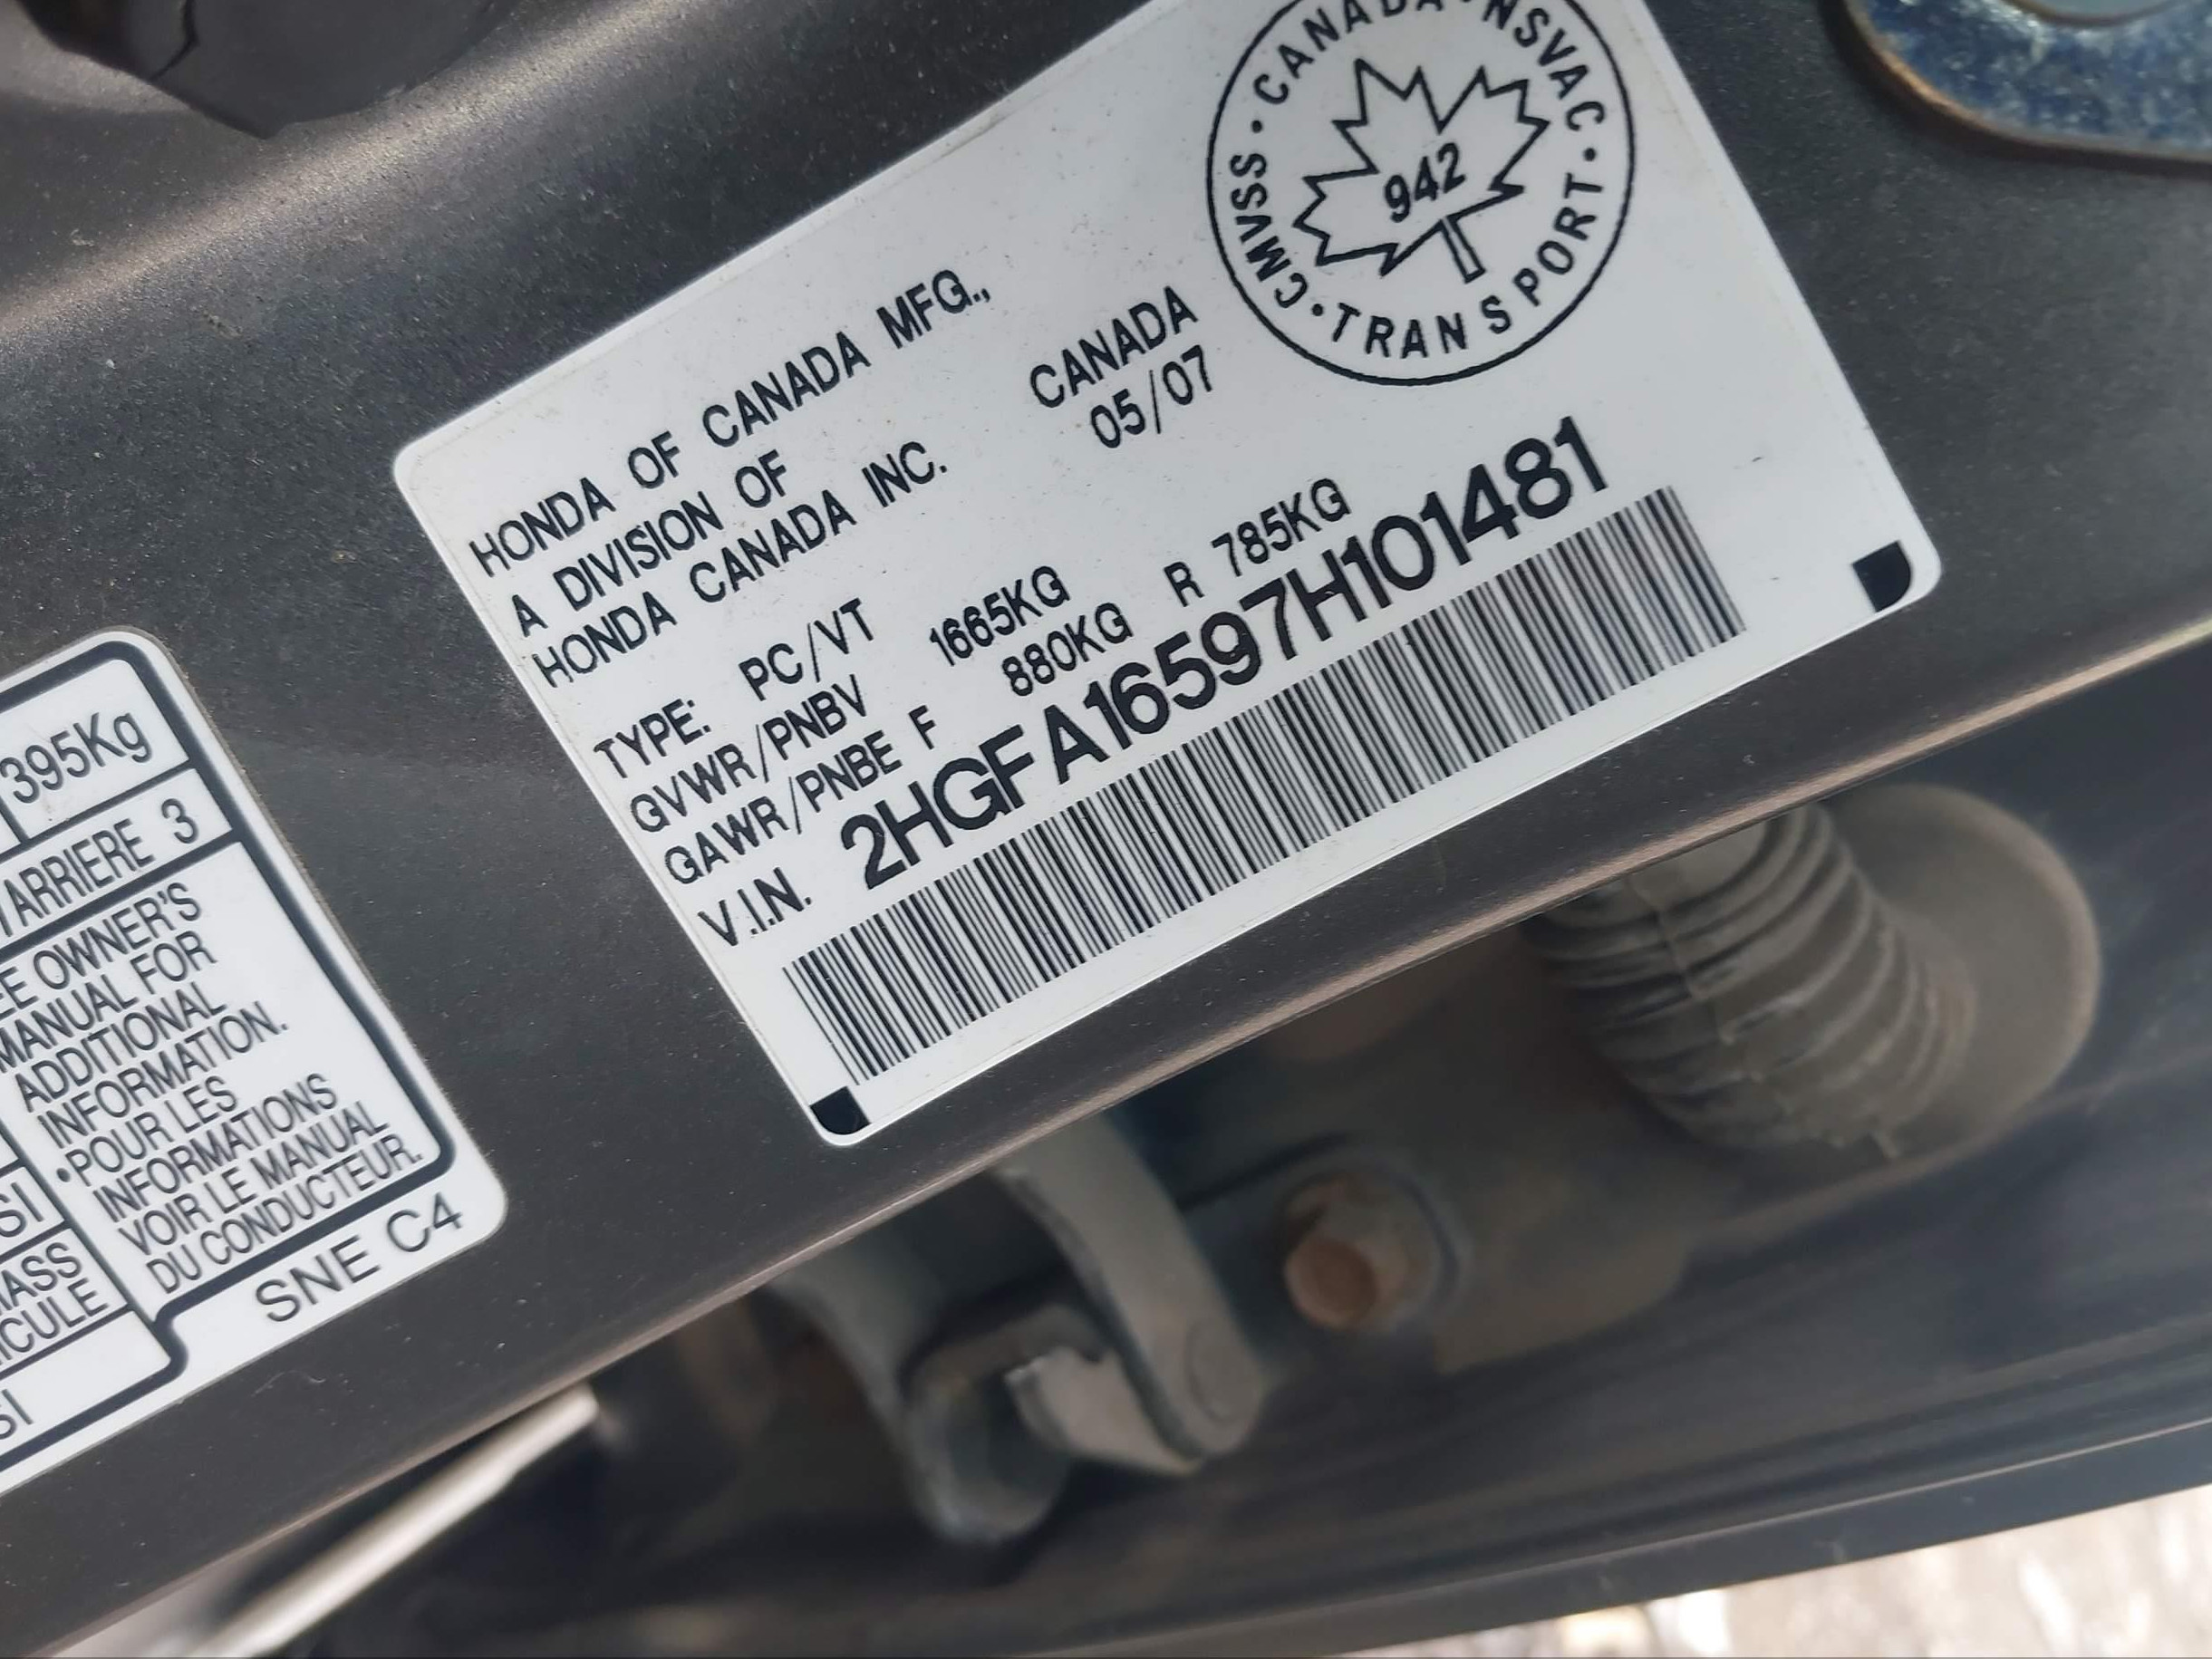 CANADA · NSVAC · TRANSPORT · CMVSS ·
942
HONDA OF CANADA MFG.,
A DIVISION OF
HONDA CANADA INC. CANADA
05/07
TYPE: PC/VT
GVWR/PNBV 1665KG
GAWR/PNBE F 880KG R 785KG
V.I.N. 2HGFA16597H101481
395Kg
/ARRIERE 3
EE OWNER'S
MANUAL FOR
ADDITIONAL
INFORMATION.
•POUR LES
INFORMATIONS
VOIR LE MANUAL
DU CONDUCTEUR.
SNE C4